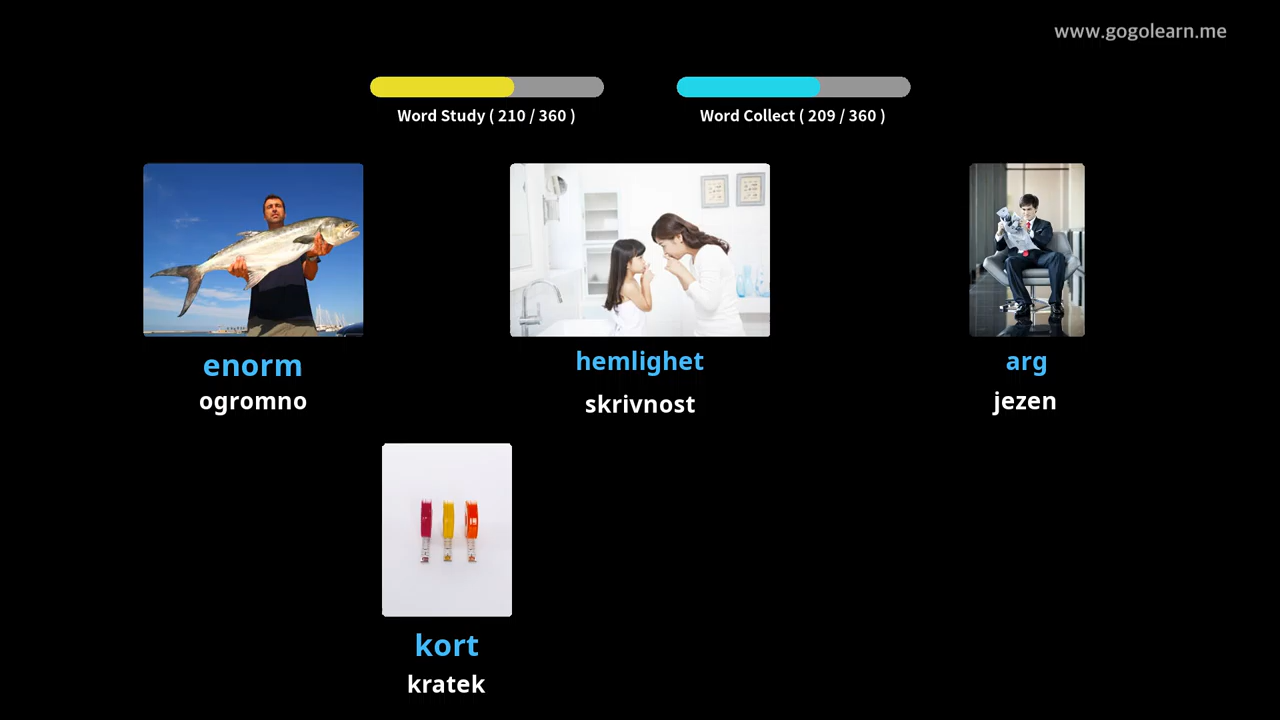 www.gogolearn.me
Word Study ( 210 / 360 )
Word Collect ( 209 / 360 )
enorm
ogromno
hemlighet
skrivnost
arg
jezen
kort
kratek